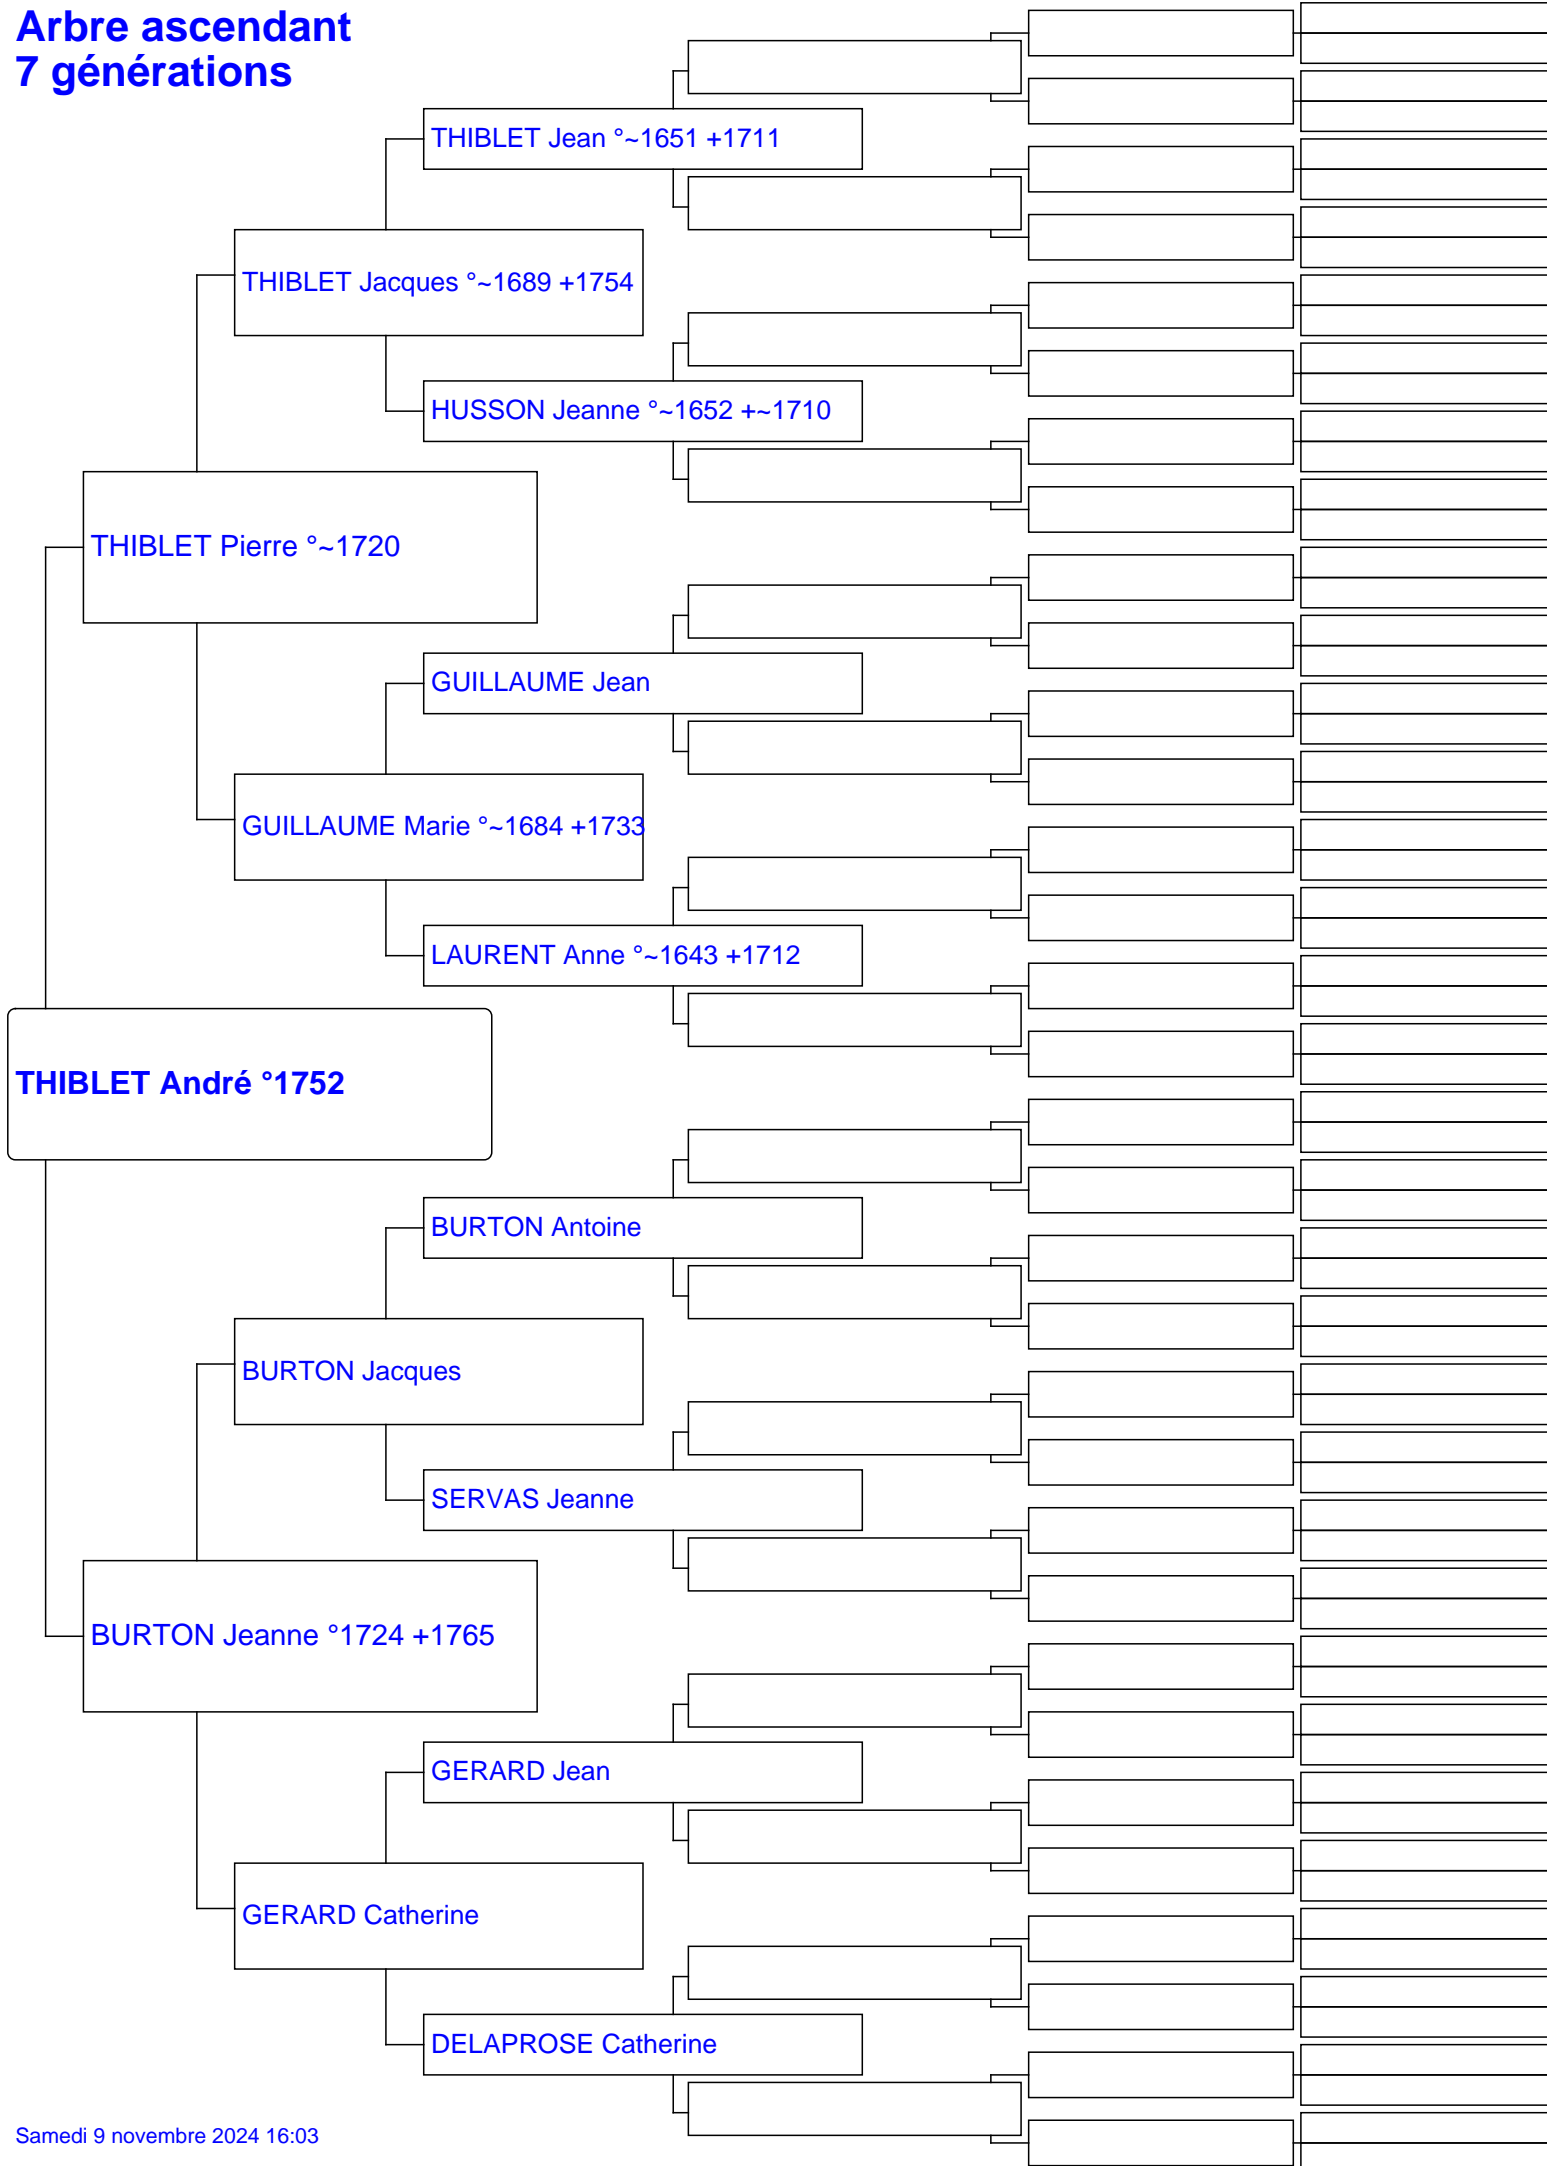 Arbre ascendant
7 générations
THIBLET Jean °~1651 +1711
THIBLET Jacques °~1689 +1754
HUSSON Jeanne °~1652 +~1710
THIBLET Pierre °~1720
GUILLAUME Jean
GUILLAUME Marie °~1684 +1733
LAURENT Anne °~1643 +1712
THIBLET André °1752
BURTON Antoine
BURTON Jacques
SERVAS Jeanne
BURTON Jeanne °1724 +1765
GERARD Jean
GERARD Catherine
DELAPROSE Catherine
Samedi 9 novembre 2024 16:03